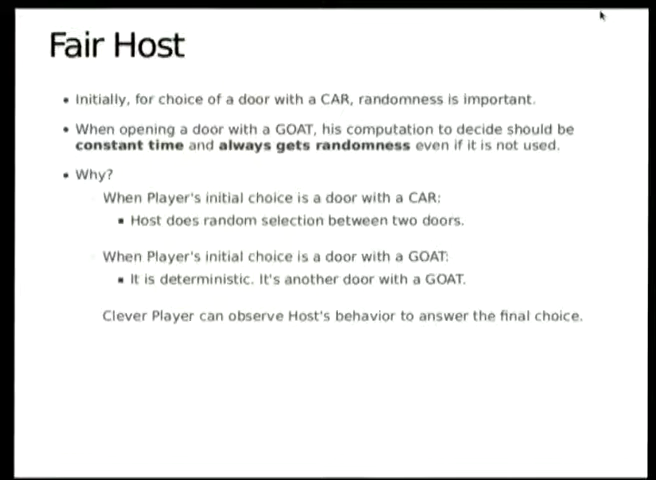 Fair Host
• Initially, for choice of a door with a CAR, randomness is important.
• When opening a door with a GOAT, his computation to decide should be
constant time and always gets randomness even if it is not used.
• Why?
When Player's initial choice is a door with a CAR:
▪ Host does random selection between two doors.
When Player's initial choice is a door with a GOAT:
▪ It is deterministic. It's another door with a GOAT.
Clever Player can observe Host's behavior to answer the final choice.